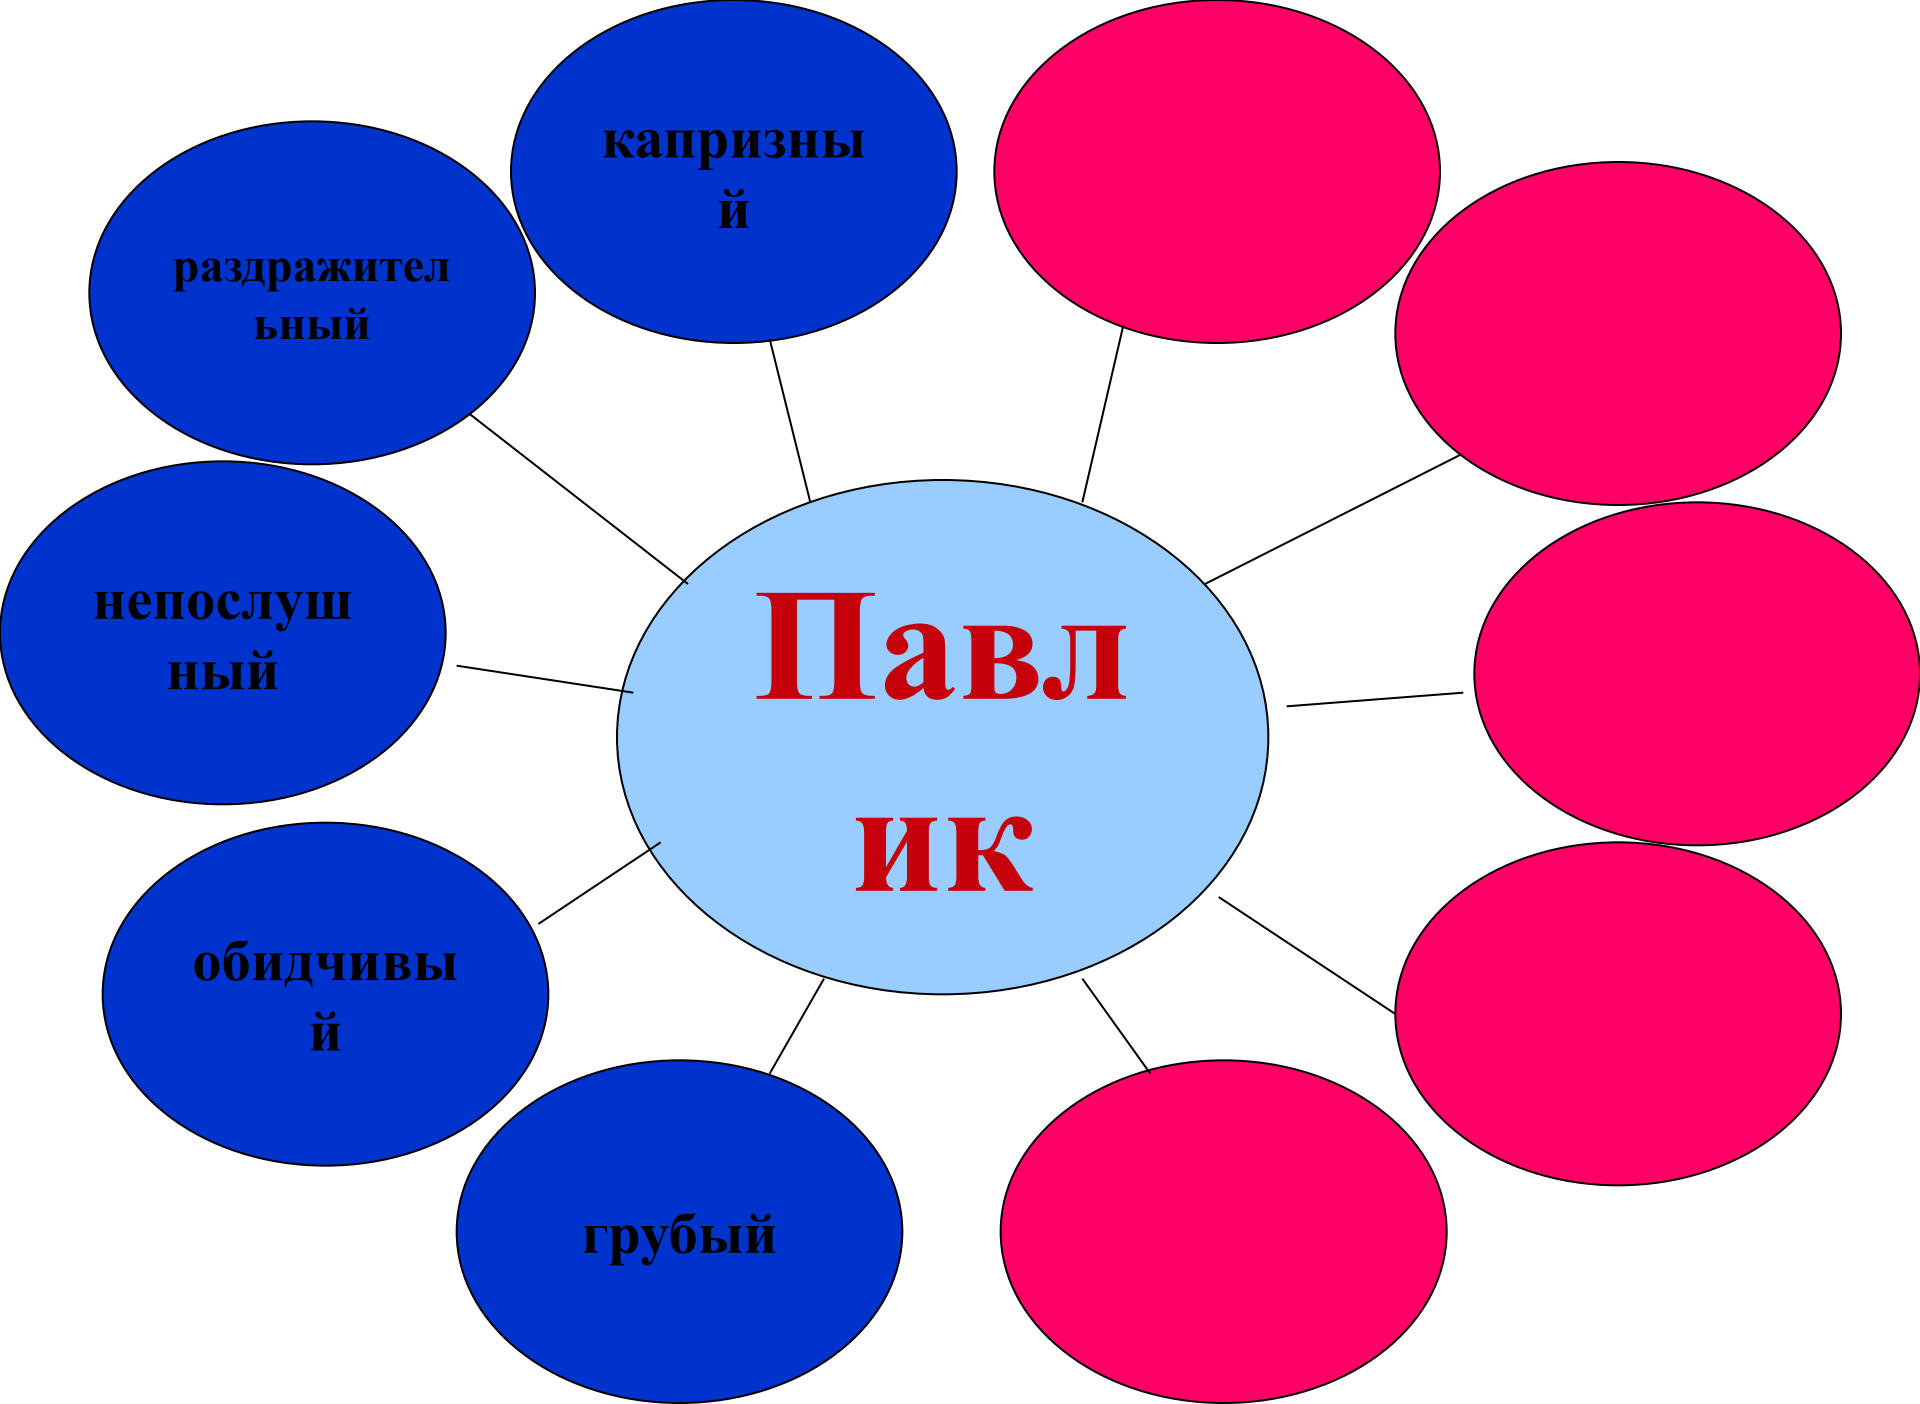 капризны
й
раздражител
ьный
непослуш
ный
Павл
ик
обидчивы
й
грубый